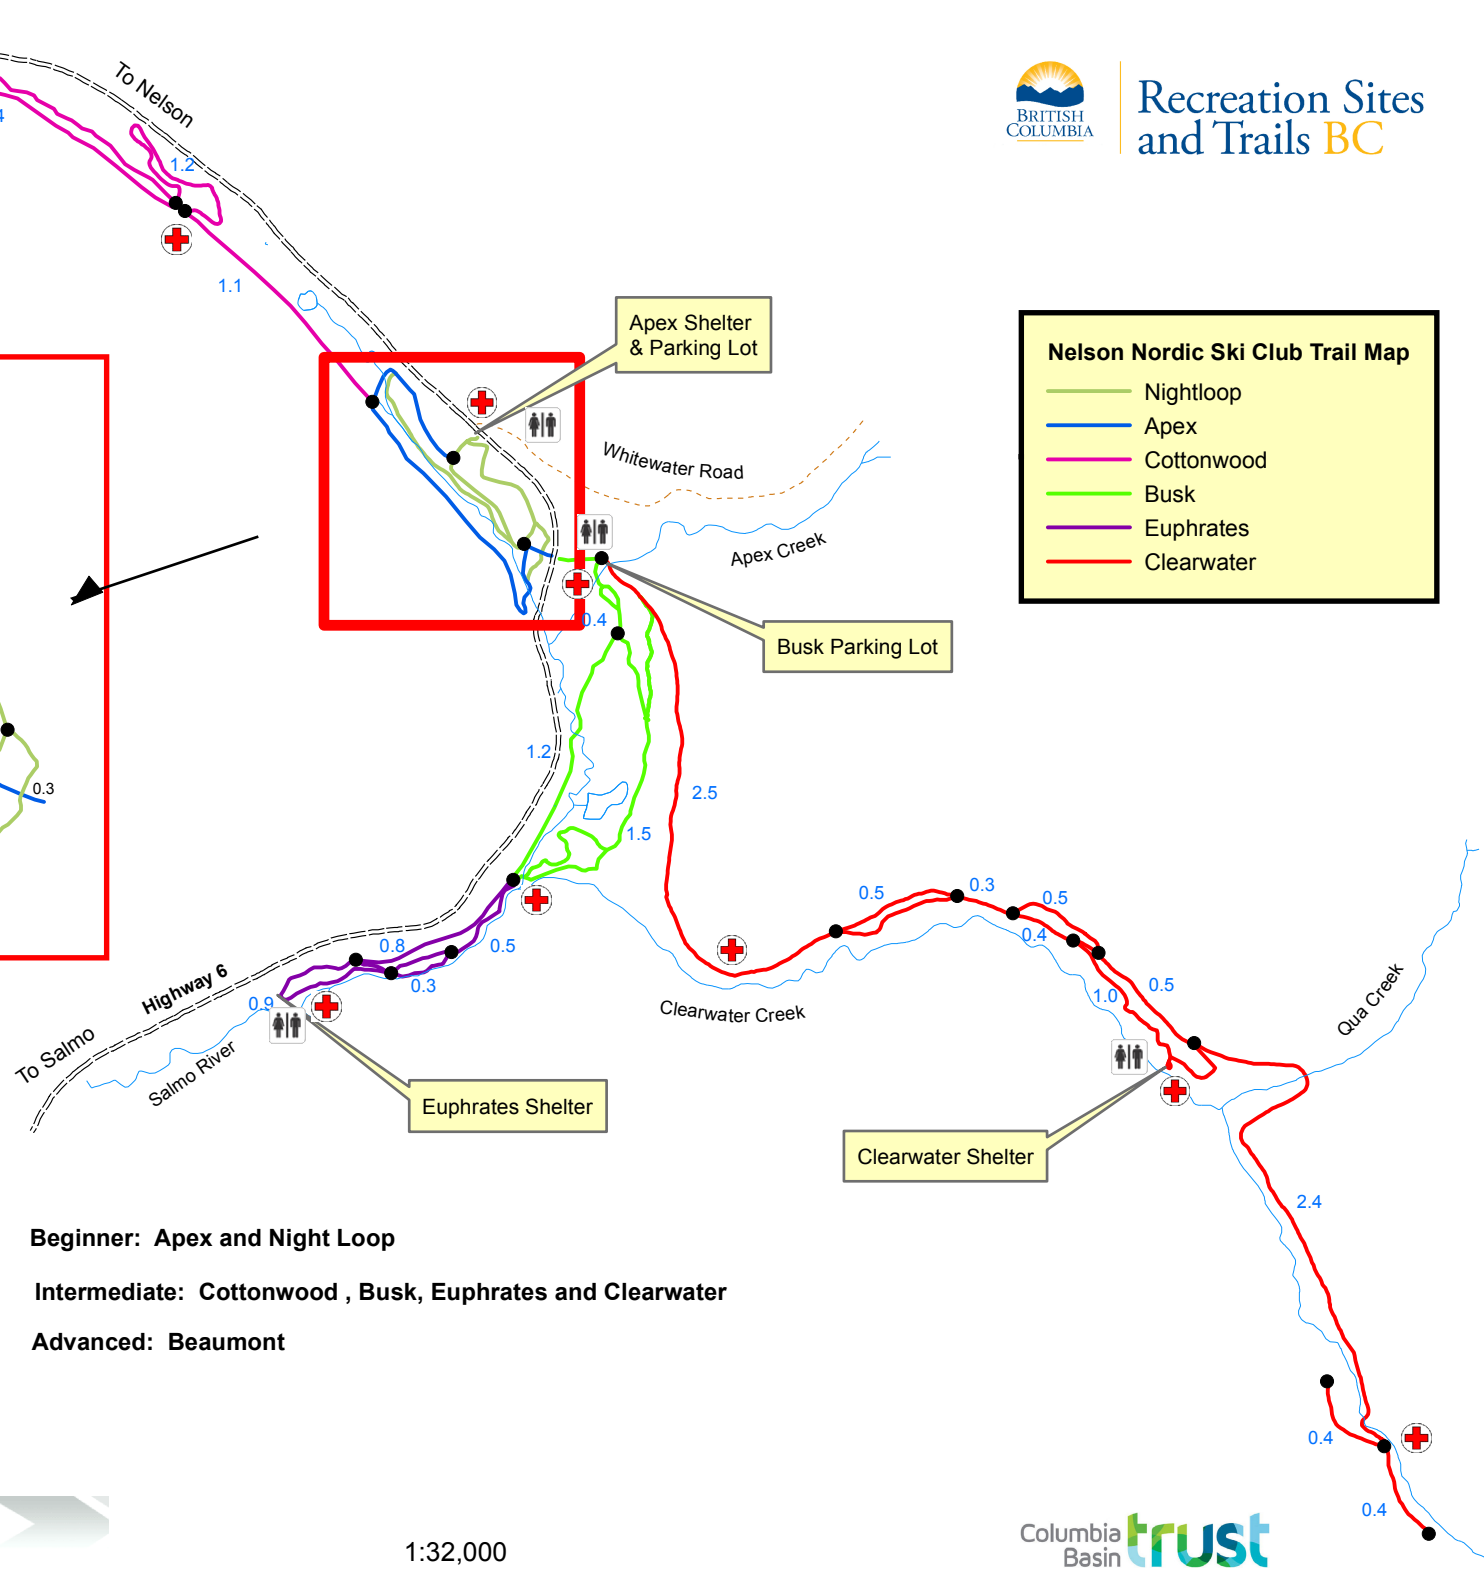 To Nelson
BRITISH
COLUMBIA
Recreation Sites
and Trails BC
4
1.2
1.1
Apex Shelter
& Parking Lot
Nelson Nordic Ski Club Trail Map
Nightloop
Apex
Cottonwood
Busk
Euphrates
Clearwater
Whitewater Road
Apex Creek
0.4
Busk Parking Lot
1.2
0.3
2.5
1.5
0.5
0.3
0.5
0.4
0.8
0.5
0.3
0.5
1.0
Highway 6
0.9
Clearwater Creek
Qua Creek
To Salmo
Salmo River
Euphrates Shelter
Clearwater Shelter
2.4
Beginner: Apex and Night Loop
Intermediate: Cottonwood , Busk, Euphrates and Clearwater
Advanced: Beaumont
0.4
0.4
1:32,000
Columbia
Basin
trust